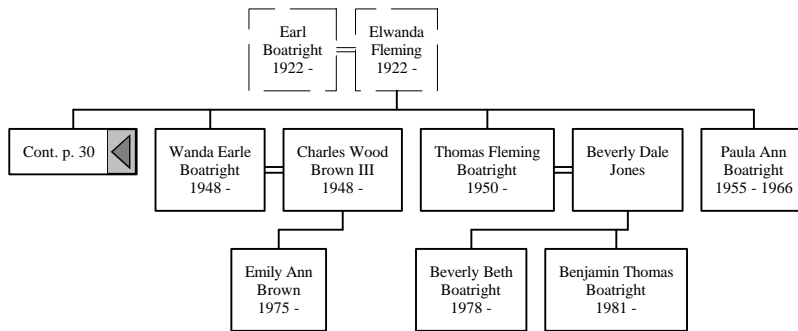 Earl
Boatright
1922 -
Elwanda
Fleming
1922 -
Cont. p. 30
Wanda Earle
Boatright
1948 -
Charles Wood
Brown III
1948 -
Thomas Fleming
Boatright
1950 -
Beverly Dale
Jones
Paula Ann
Boatright
1955 - 1966
Emily Ann
Brown
1975 -
Beverly Beth
Boatright
1978 -
Benjamin Thomas
Boatright
1981 -